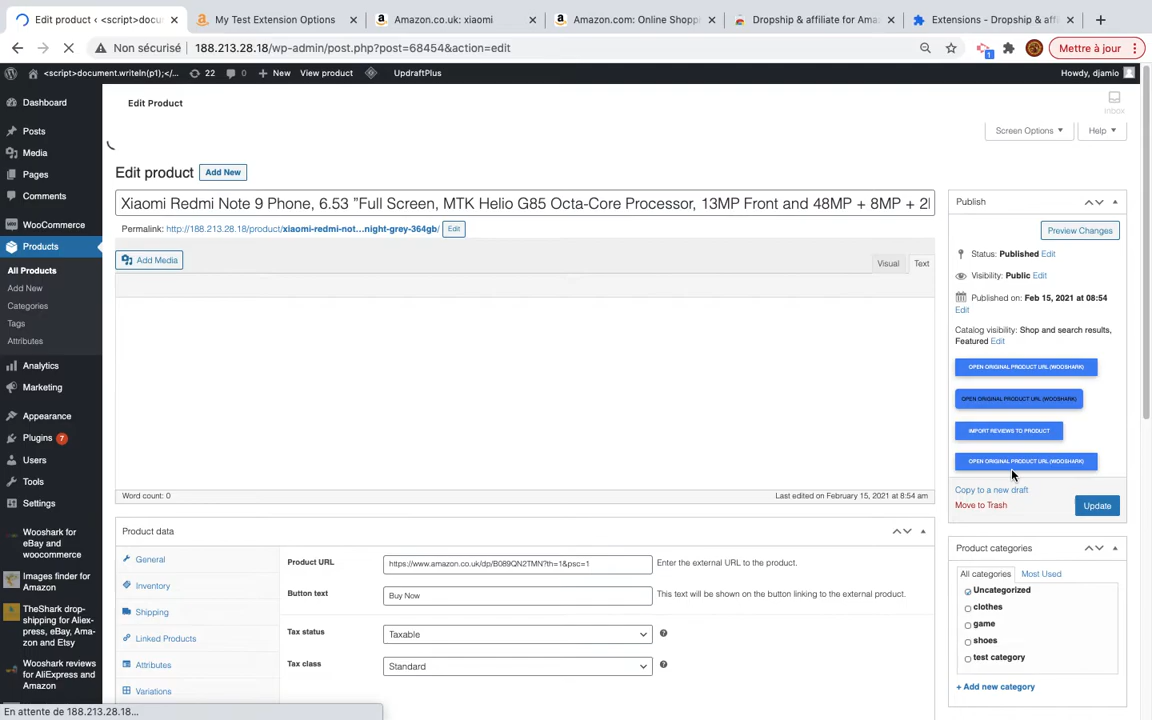 Edit product ‹ <script>docu
My Test Extension Options
Amazon.co.uk: xiaomi
Amazon.com: Online Shopp
Dropship & affiliate for Ama
Extensions - Dropship & affi
Non sécurisé
188.213.28.18/wp-admin/post.php?post=68454&action=edit
1
Mettre à jour
<script>document.writeln(p1);</...
22
0
New
View product
UpdraftPlus
Howdy, djamio
Dashboard
Posts
Media
Pages
Comments
WooCommerce
Products
All Products
Add New
Categories
Tags
Attributes
Analytics
Marketing
Appearance
Plugins 7
Users
Tools
Settings
Wooshark for
eBay and
woocommerce
Images finder for
Amazon
TheShark drop-
shipping for Aliex-
press, eBay, Ama-
zon and Etsy
Wooshark reviews
for AliExpress and
Amazon
En attente de 188.213.28.18...
Edit Product
Inbox
Screen Options
Help
Edit product
Add New
Xiaomi Redmi Note 9 Phone, 6.53 "Full Screen, MTK Helio G85 Octa-Core Processor, 13MP Front and 48MP + 8MP + 2
Permalink: http://188.213.28.18/product/xiaomi-redmi-not…night-grey-364gb/
Edit
Add Media
Visual
Text
Word count: 0
Last edited on February 15, 2021 at 8:54 am
Product data
General
Inventory
Shipping
Linked Products
Attributes
Variations
Product URL
https://www.amazon.co.uk/dp/B089QN2TMN?th=1&psc=1
Enter the external URL to the product.
Button text
Buy Now
This text will be shown on the button linking to the external product.
Tax status
Taxable
Tax class
Standard
Publish
Preview Changes
Status: Published Edit
Visibility: Public Edit
Published on: Feb 15, 2021 at 08:54
Edit
Catalog visibility: Shop and search results,
Featured Edit
OPEN ORIGINAL PRODUCT URL (WOOSHARK)
OPEN ORIGINAL PRODUCT URL (WOOSHARK)
IMPORT REVIEWS TO PRODUCT
OPEN ORIGINAL PRODUCT URL (WOOSHARK)
Copy to a new draft
Move to Trash
Update
Product categories
All categories
Most Used
Uncategorized
clothes
game
shoes
test category
+ Add new category